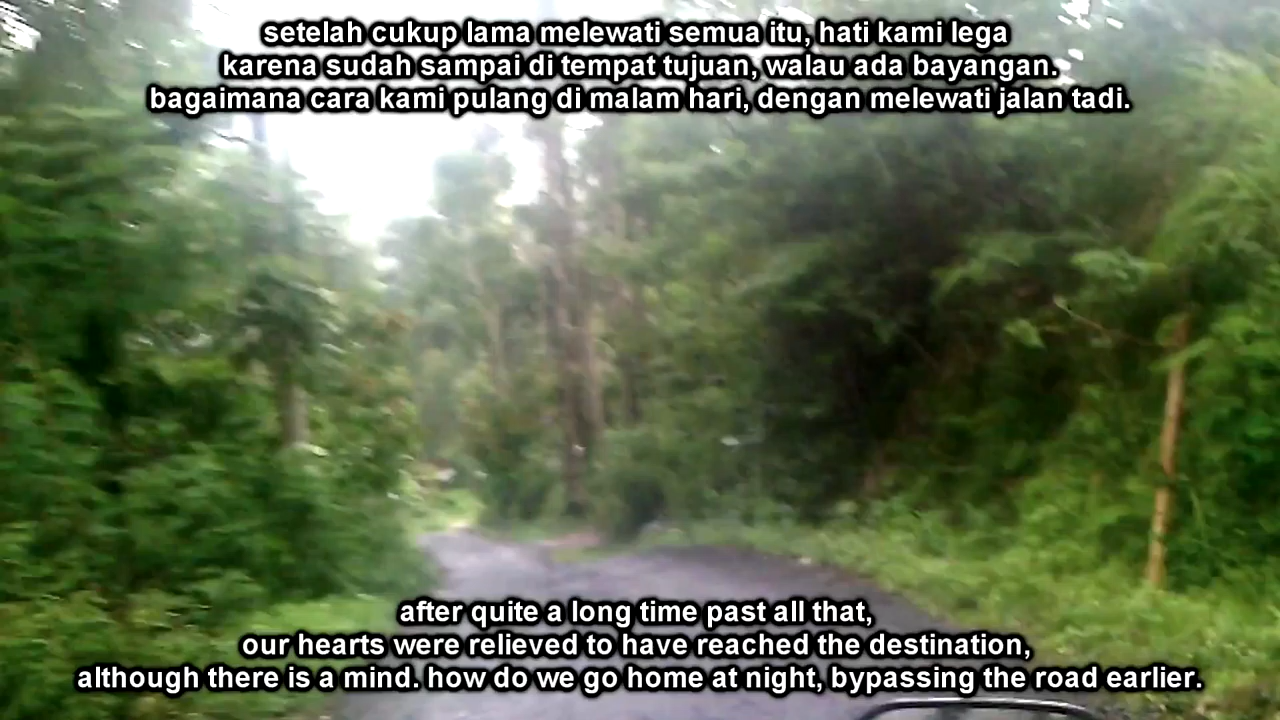 setelah cukup lama melewati semua itu, hati kami lega
karena sudah sampai di tempat tujuan, walau ada bayangan.
bagaimana cara kami pulang di malam hari, dengan melewati jalan tadi.
after quite a long time past all that,
our hearts were relieved to have reached the destination,
although there is a mind. how do we go home at night, bypassing the road earlier.